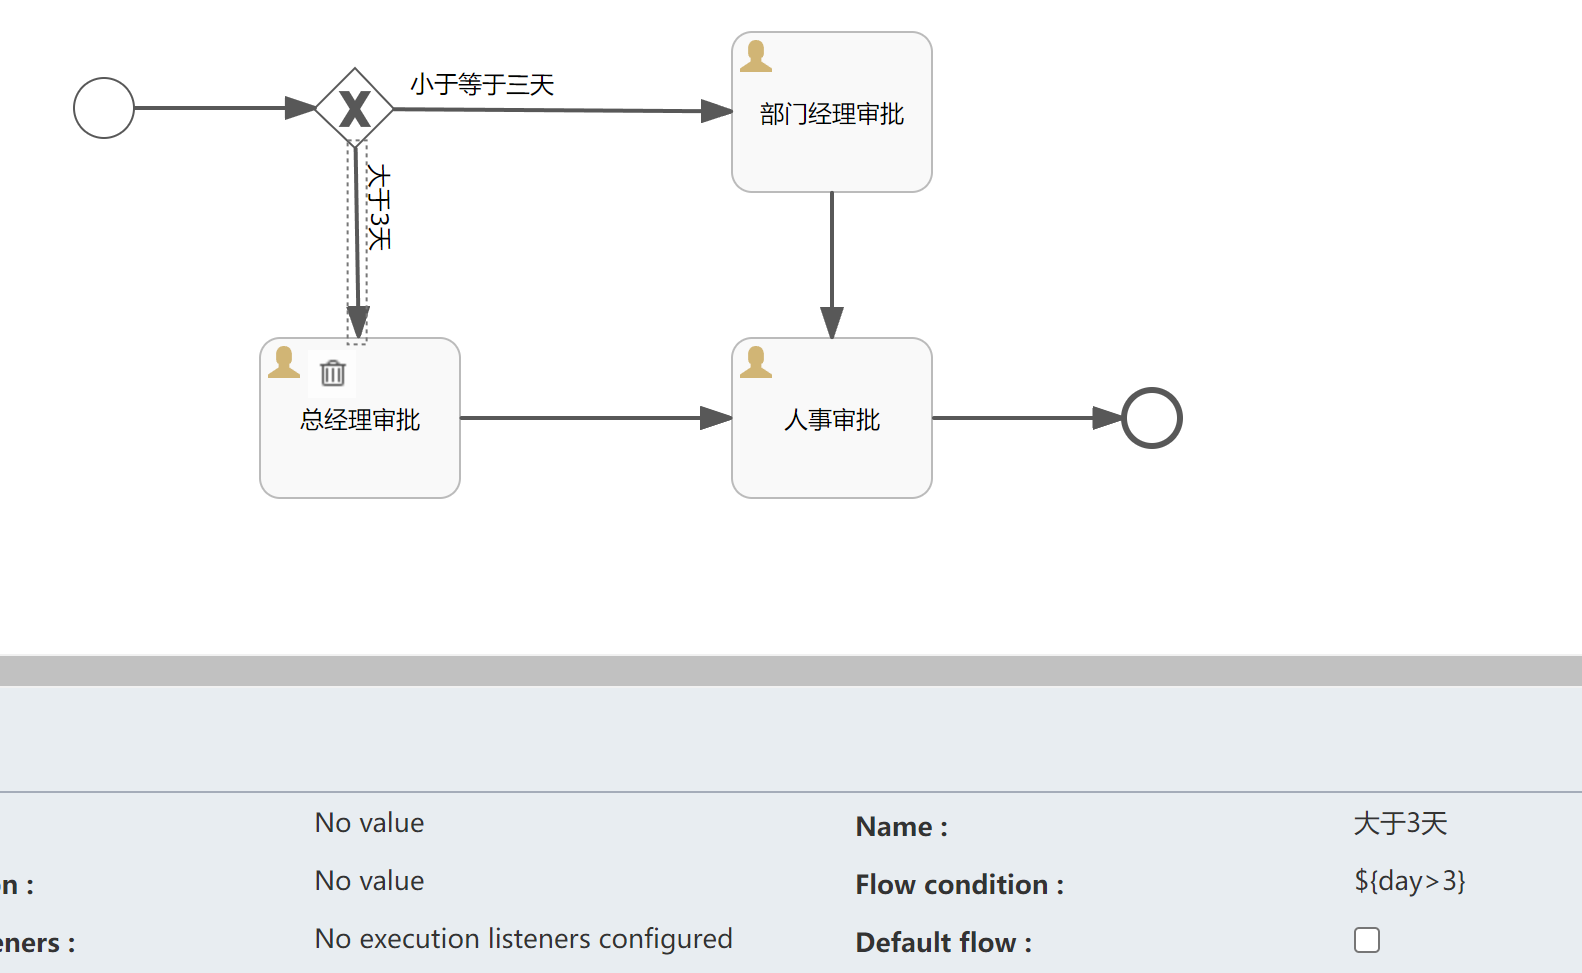 小于等于三天
部门经理审批
大于3天
总经理审批
人事审批
No value
Name :
大于3天
n :
No value
Flow condition :
${day>3}
eners :
No execution listeners configured
Default flow :